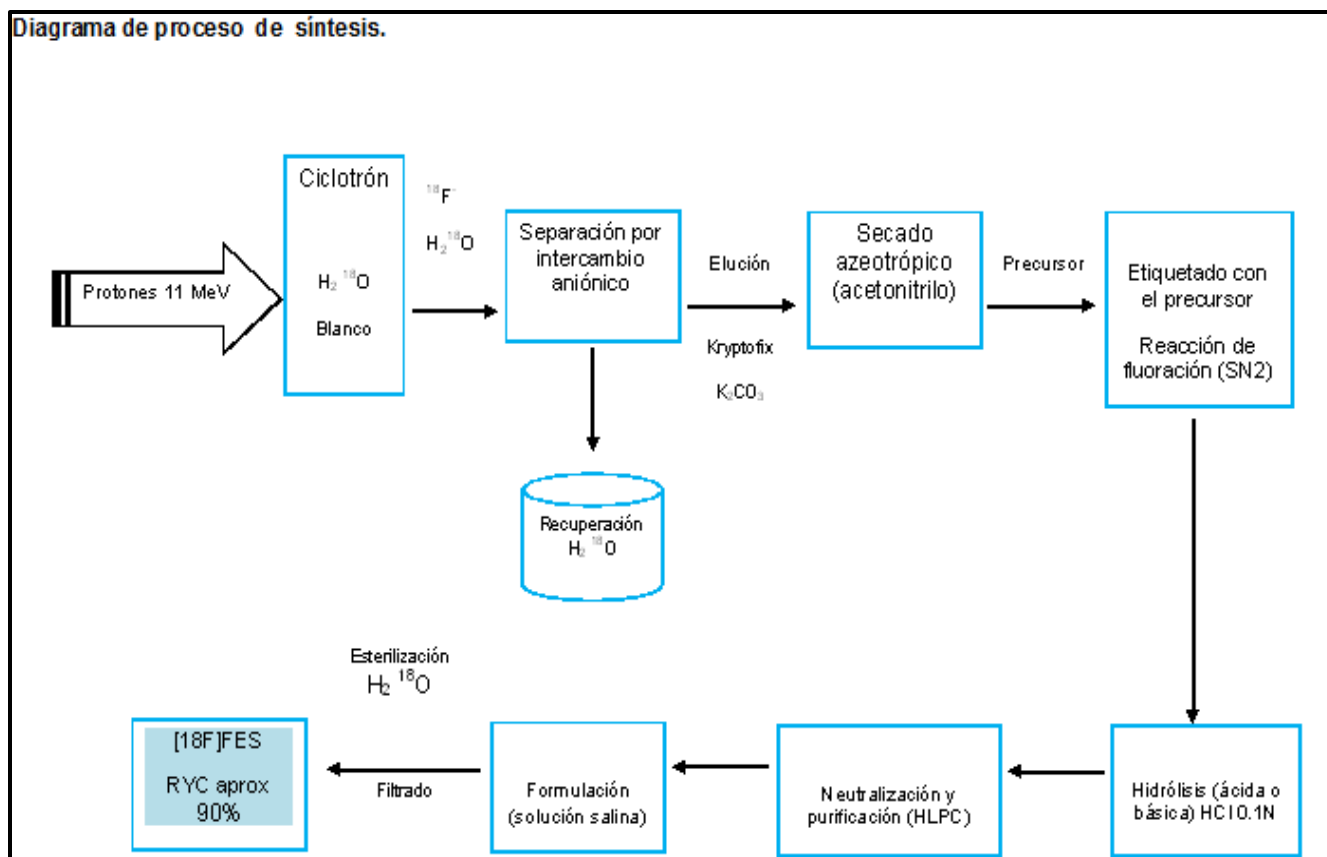 Diagrama de proceso de síntesis.
Protones 11 MeV
Ciclotrón
H₂ ¹⁸O
Blanco
¹⁸F⁻
H₂¹⁸O
Separación por
intercambio
aniónico
Elución
Kryptofix
K₂CO₃
Secado
azeotrópico
(acetonitrilo)
Precursor
Etiquetado con
el precursor
Reacción de
fluoración (SN2)
Recuperación
H₂ ¹⁸O
Hidrólisis (ácida o
básica) HCl 0.1N
Neutralización y
purificación (HLPC)
Formulación
(solución salina)
Esterilización
H₂ ¹⁸O
Filtrado
[18F]FES
RYC aprox
90%